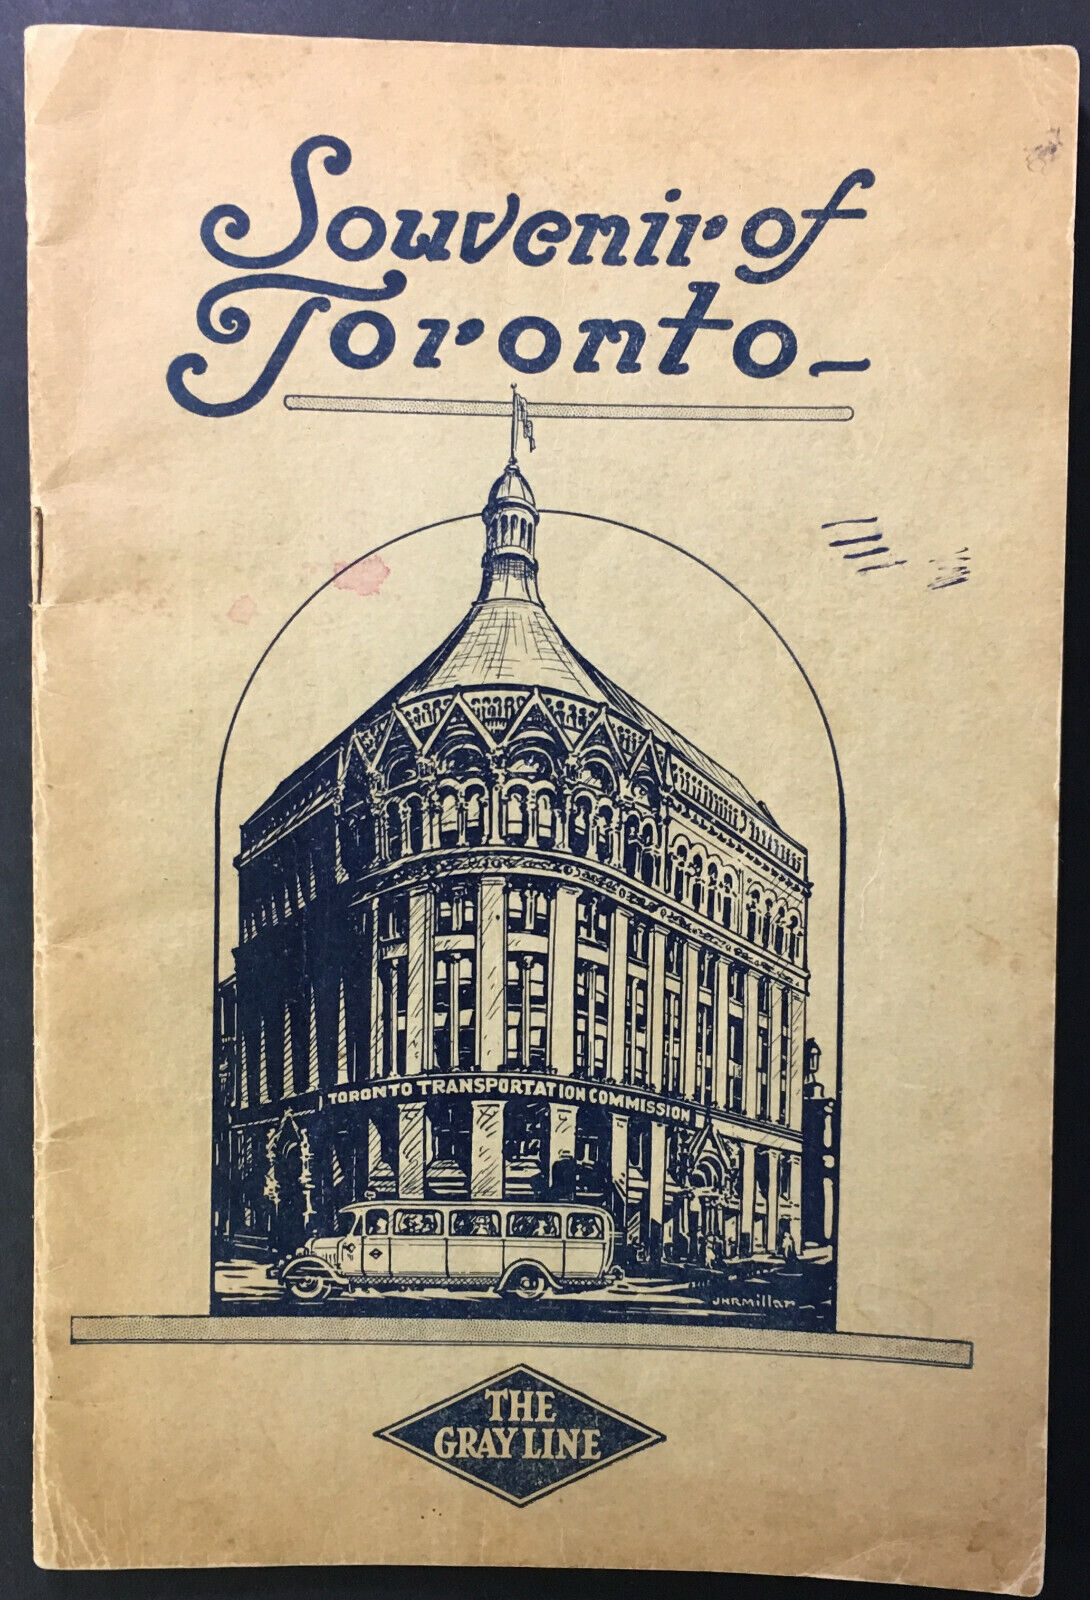 Souvenir of
Toronto
TORONTO TRANSPORTATION COMMISSION
JHRMillar
THE
GRAY LINE